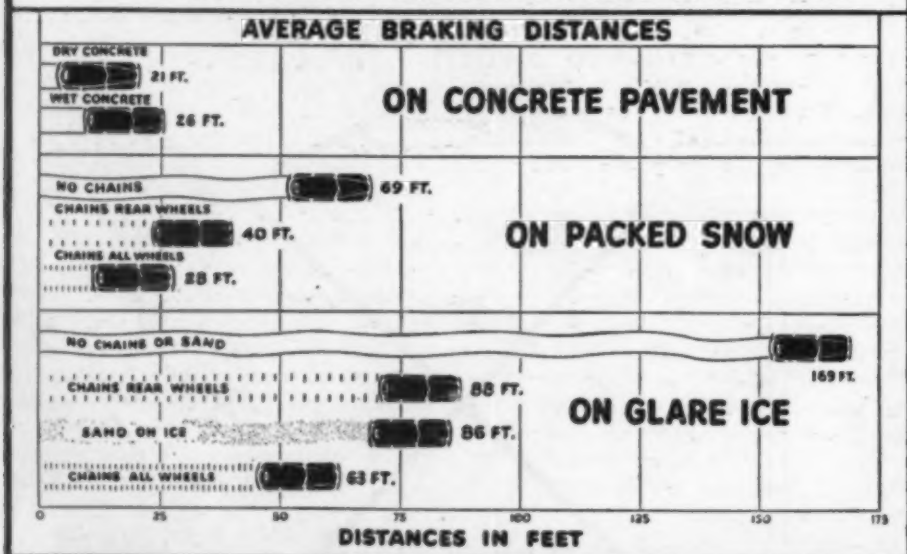 AVERAGE BRAKING DISTANCES
DRY CONCRETE
21 FT.
WET CONCRETE
26 FT.
ON CONCRETE PAVEMENT
NO CHAINS
69 FT.
CHAINS REAR WHEELS
40 FT.
CHAINS ALL WHEELS
28 FT.
ON PACKED SNOW
NO CHAINS OR SAND
169 FT.
CHAINS REAR WHEELS
88 FT.
SAND ON ICE
86 FT.
CHAINS ALL WHEELS
63 FT.
ON GLARE ICE
0 25 50 75 100 125 150 175
DISTANCES IN FEET